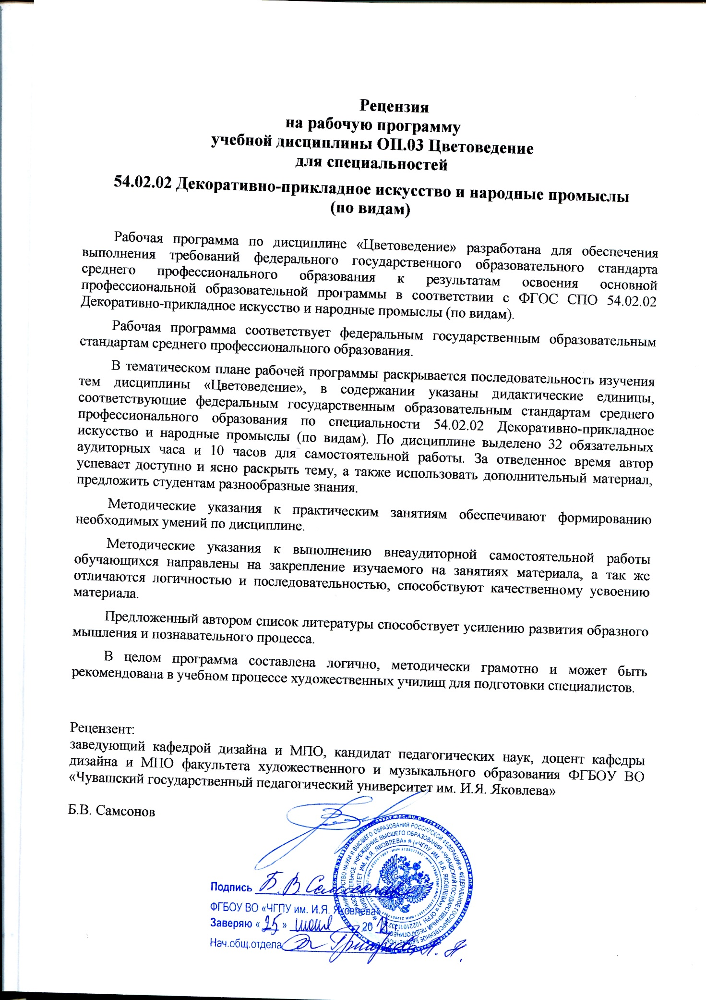 Рецензия
на рабочую программу
учебной дисциплины ОП.03 Цветоведение
для специальностей
54.02.02 Декоративно-прикладное искусство и народные промыслы
(по видам)
Рабочая программа по дисциплине «Цветоведение» разработана для обеспечения
выполнения требований федерального государственного образовательного стандарта
среднего профессионального образования к результатам освоения основной
профессиональной образовательной программы в соответствии с ФГОС СПО 54.02.02
Декоративно-прикладное искусство и народные промыслы (по видам).
Рабочая программа соответствует федеральным государственным образовательным
стандартам среднего профессионального образования.
В тематическом плане рабочей программы раскрывается последовательность изучения
тем дисциплины «Цветоведение», в содержании указаны дидактические единицы,
соответствующие федеральным государственным образовательным стандартам среднего
профессионального образования по специальности 54.02.02 Декоративно-прикладное
искусство и народные промыслы (по видам). По дисциплине выделено 32 обязательных
аудиторных часа и 10 часов для самостоятельной работы. За отведенное время автор
успевает доступно и ясно раскрыть тему, а также использовать дополнительный материал,
предложить студентам разнообразные знания.
Методические указания к практическим занятиям обеспечивают формированию
необходимых умений по дисциплине.
Методические указания к выполнению внеаудиторной самостоятельной работы
обучающихся направлены на закрепление изучаемого на занятиях материала, а так же
отличаются логичностью и последовательностью, способствуют качественному усвоению
материала.
Предложенный автором список литературы способствует усилению развития образного
мышления и познавательного процесса.
В целом программа составлена логично, методически грамотно и может быть
рекомендована в учебном процессе художественных училищ для подготовки специалистов.
Рецензент:
заведующий кафедрой дизайна и МПО, кандидат педагогических наук, доцент кафедры
дизайна и МПО факультета художественного и музыкального образования ФГБОУ ВО
«Чувашский государственный педагогический университет им. И.Я. Яковлева»
Б.В. Самсонов
Подпись Б.В. Самсонова
ФГБОУ ВО «ЧГПУ им. И.Я. Яковлева»
Заверяю « 25 » 20 г.
Нач.общ.отдела